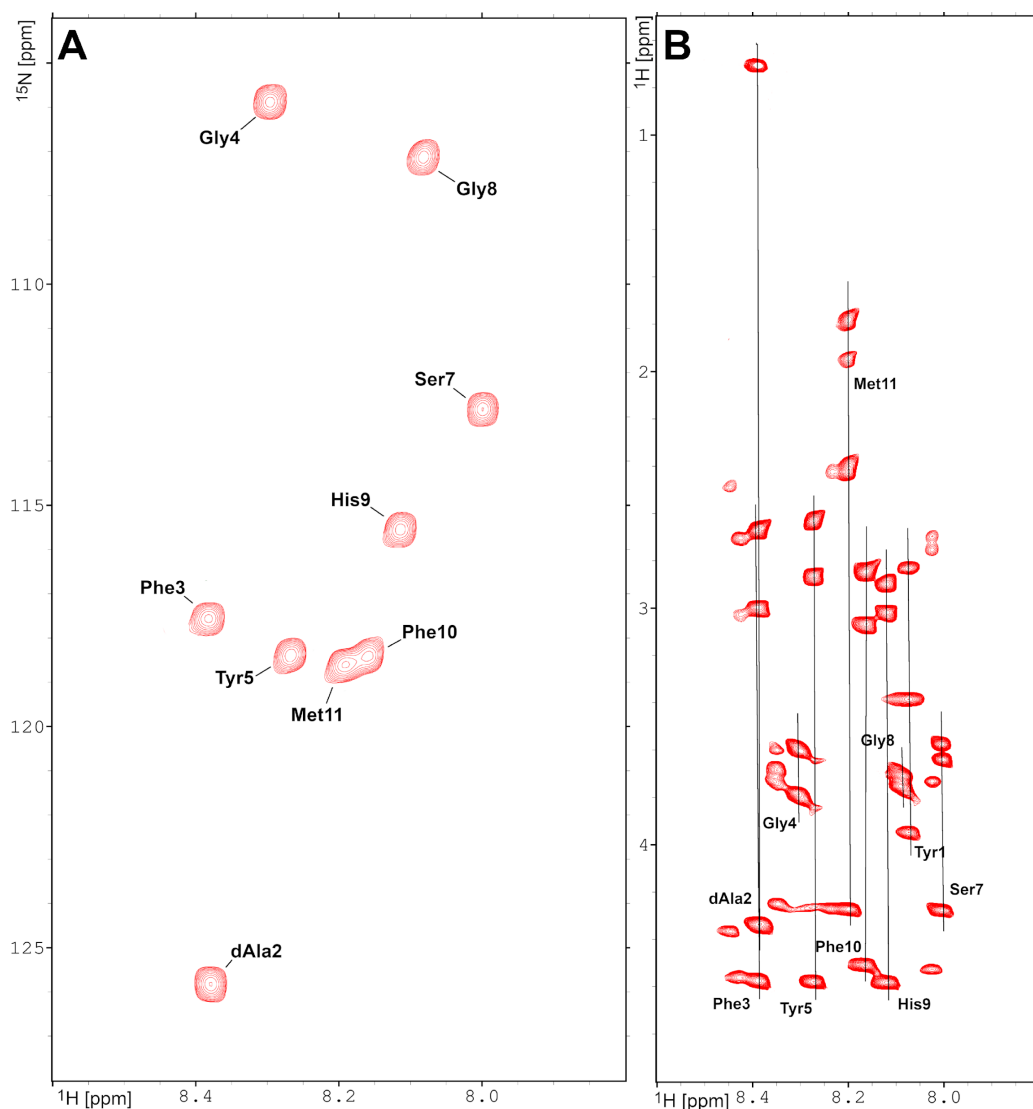 A
15N [ppm]
Gly4
Gly8
110
Ser7
115
His9
Phe3
Phe10
Tyr5
Met11
120
dAla2
125
1H [ppm]
8.4
8.2
8.0
B
1H [ppm]
1
2
Met11
3
Gly8
Gly4
4
Tyr1
dAla2
Ser7
Phe10
Phe3
Tyr5
His9
1H [ppm]
8.4
8.2
8.0